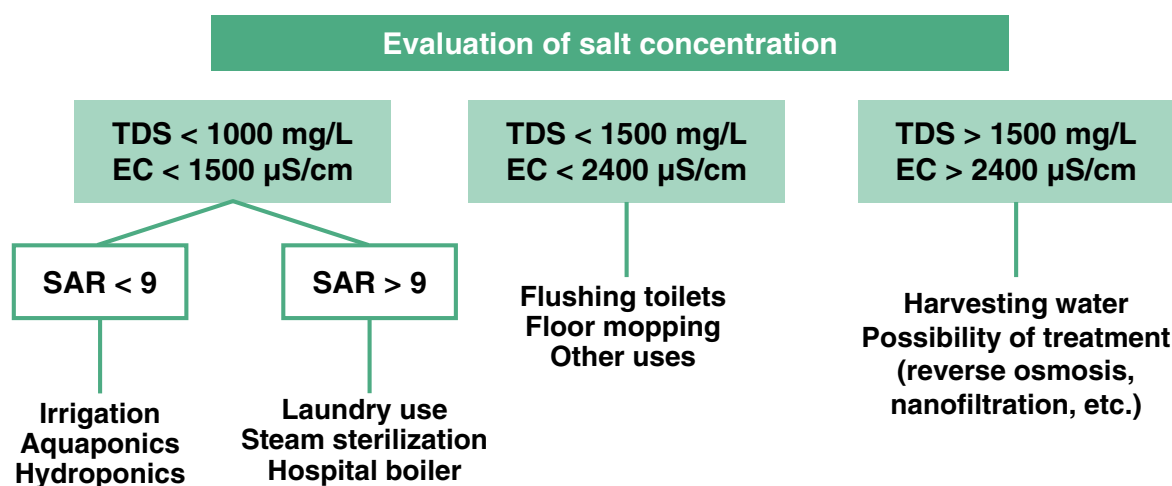 Evaluation of salt concentration
TDS < 1000 mg/L
EC < 1500 µS/cm
SAR < 9
Irrigation
Aquaponics
Hydroponics
SAR > 9
Laundry use
Steam sterilization
Hospital boiler
TDS < 1500 mg/L
EC < 2400 µS/cm
Flushing toilets
Floor mopping
Other uses
TDS > 1500 mg/L
EC > 2400 µS/cm
Harvesting water
Possibility of treatment
(reverse osmosis,
nanofiltration, etc.)